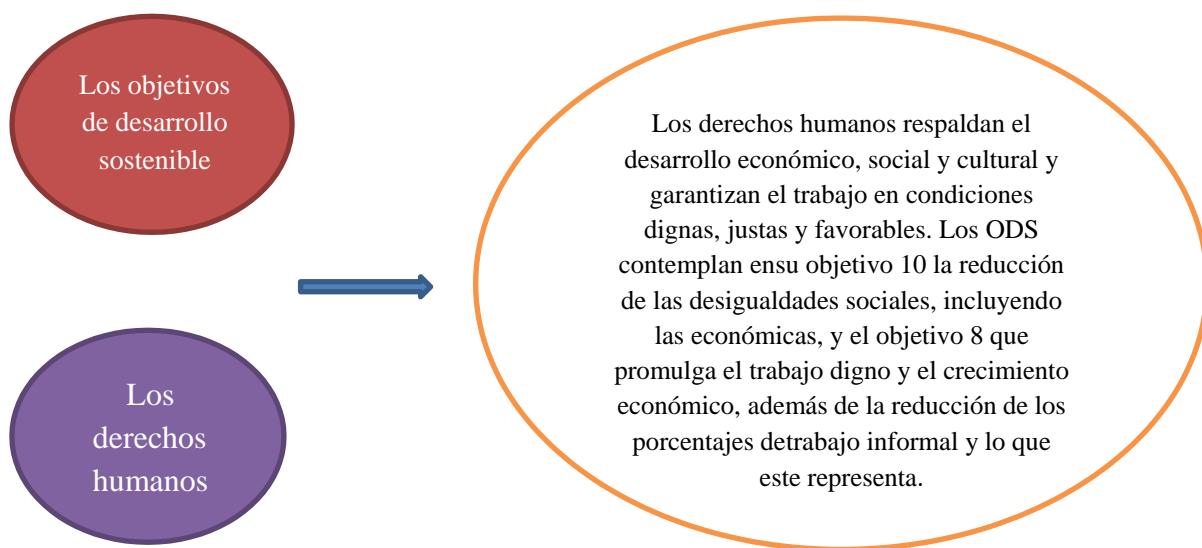 Los objetivos
de desarrollo
sostenible
Los
derechos
humanos
Los derechos humanos respaldan el
desarrollo económico, social y cultural y
garantizan el trabajo en condiciones
dignas, justas y favorables. Los ODS
contemplan ensu objetivo 10 la reducción
de las desigualdades sociales, incluyendo
las económicas, y el objetivo 8 que
promulga el trabajo digno y el crecimiento
económico, además de la reducción de los
porcentajes detrabajo informal y lo que
este representa.